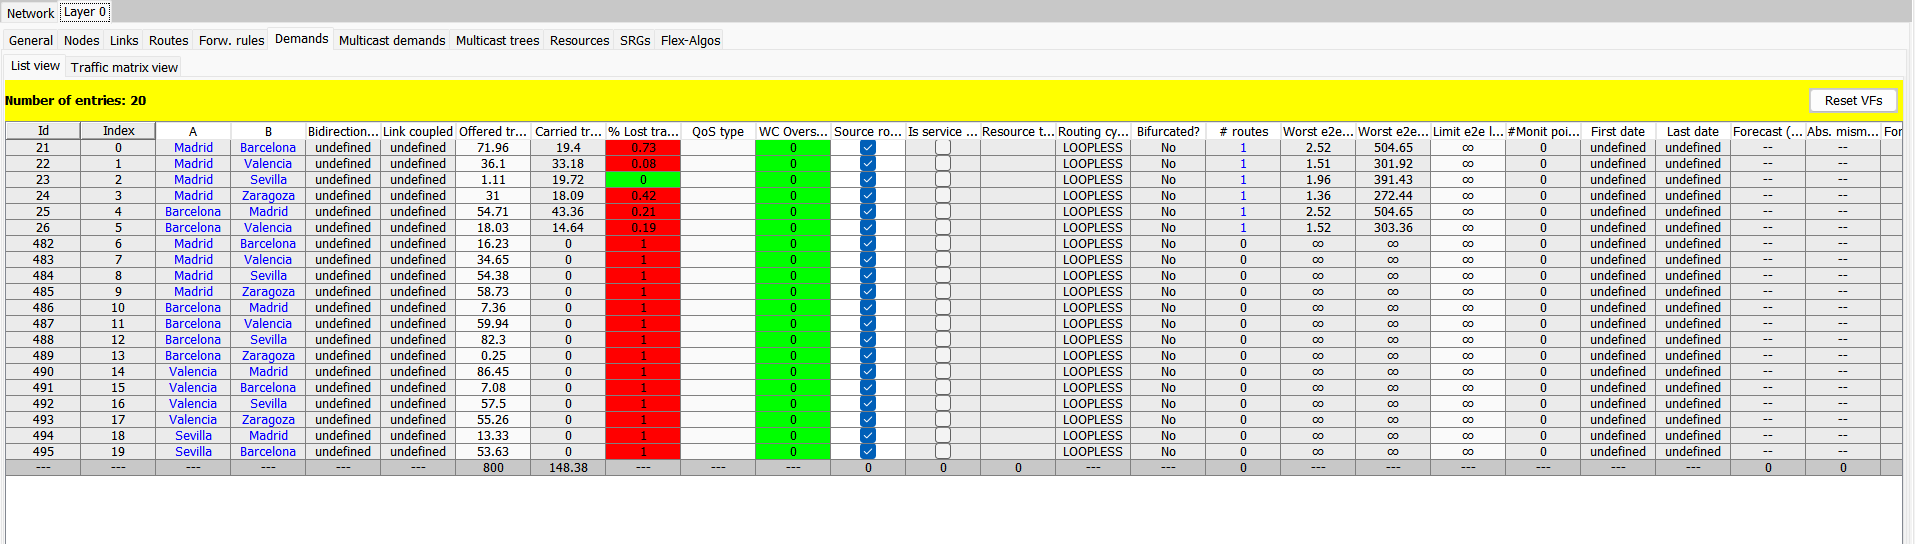 Network Layer 0
General Nodes Links Routes Forw. rules Demands Multicast demands Multicast trees Resources SRGs Flex-Algos
List view Traffic matrix view
Number of entries: 20 Reset VFs
Id Index A B Bidirection... Link coupled Offered tr... Carried tr... % Lost tra... QoS type WC Overs... Source ro... Is service ... Resource t... Routing cy... Bifurcated? # routes Worst e2e... Worst e2e... Limit e2e l... #Monit poi... First date Last date Forecast (... Abs. mism... For
21 0 Madrid Barcelona undefined undefined 71.96 19.4 0.73 0 LOOPLESS No 1 2.52 504.65 ∞ 0 undefined undefined -- --
22 1 Madrid Valencia undefined undefined 36.1 33.18 0.08 0 LOOPLESS No 1 1.51 301.92 ∞ 0 undefined undefined -- --
23 2 Madrid Sevilla undefined undefined 1.11 19.72 0 0 LOOPLESS No 1 1.96 391.43 ∞ 0 undefined undefined -- --
24 3 Madrid Zaragoza undefined undefined 31 18.09 0.42 0 LOOPLESS No 1 1.36 272.44 ∞ 0 undefined undefined -- --
25 4 Barcelona Madrid undefined undefined 54.71 43.36 0.21 0 LOOPLESS No 1 2.52 504.65 ∞ 0 undefined undefined -- --
26 5 Barcelona Valencia undefined undefined 18.03 14.64 0.19 0 LOOPLESS No 1 1.52 303.36 ∞ 0 undefined undefined -- --
482 6 Madrid Barcelona undefined undefined 16.23 0 1 0 LOOPLESS No 0 ∞ ∞ ∞ 0 undefined undefined -- --
483 7 Madrid Valencia undefined undefined 34.65 0 1 0 LOOPLESS No 0 ∞ ∞ ∞ 0 undefined undefined -- --
484 8 Madrid Sevilla undefined undefined 54.38 0 1 0 LOOPLESS No 0 ∞ ∞ ∞ 0 undefined undefined -- --
485 9 Madrid Zaragoza undefined undefined 58.73 0 1 0 LOOPLESS No 0 ∞ ∞ ∞ 0 undefined undefined -- --
486 10 Barcelona Madrid undefined undefined 7.36 0 1 0 LOOPLESS No 0 ∞ ∞ ∞ 0 undefined undefined -- --
487 11 Barcelona Valencia undefined undefined 59.94 0 1 0 LOOPLESS No 0 ∞ ∞ ∞ 0 undefined undefined -- --
488 12 Barcelona Sevilla undefined undefined 82.3 0 1 0 LOOPLESS No 0 ∞ ∞ ∞ 0 undefined undefined -- --
489 13 Barcelona Zaragoza undefined undefined 0.25 0 1 0 LOOPLESS No 0 ∞ ∞ ∞ 0 undefined undefined -- --
490 14 Valencia Madrid undefined undefined 86.45 0 1 0 LOOPLESS No 0 ∞ ∞ ∞ 0 undefined undefined -- --
491 15 Valencia Barcelona undefined undefined 7.08 0 1 0 LOOPLESS No 0 ∞ ∞ ∞ 0 undefined undefined -- --
492 16 Valencia Sevilla undefined undefined 57.5 0 1 0 LOOPLESS No 0 ∞ ∞ ∞ 0 undefined undefined -- --
493 17 Valencia Zaragoza undefined undefined 55.26 0 1 0 LOOPLESS No 0 ∞ ∞ ∞ 0 undefined undefined -- --
494 18 Sevilla Madrid undefined undefined 13.33 0 1 0 LOOPLESS No 0 ∞ ∞ ∞ 0 undefined undefined -- --
495 19 Sevilla Barcelona undefined undefined 53.63 0 1 0 LOOPLESS No 0 ∞ ∞ ∞ 0 undefined undefined -- --
--- --- --- --- --- --- 800 148.38 --- --- --- 0 0 0 --- --- 0 --- --- --- --- --- --- 0 0